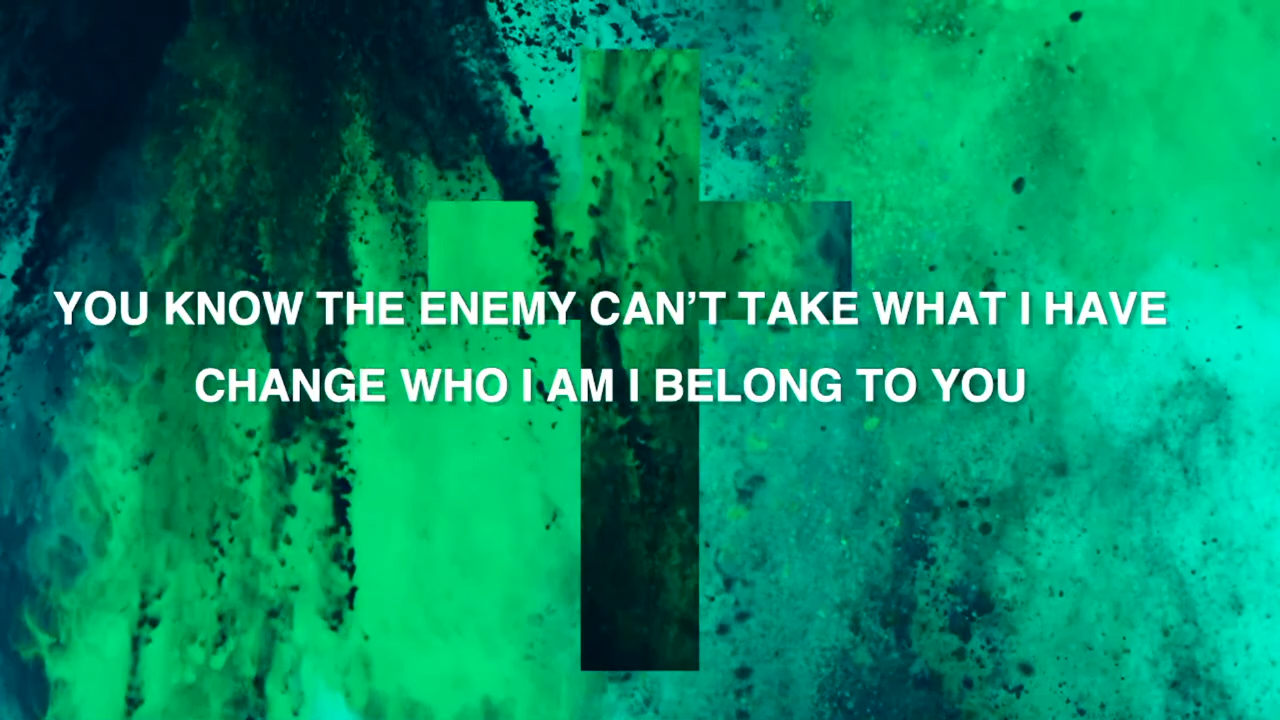 YOU KNOW THE ENEMY CAN’T TAKE WHAT I HAVE
CHANGE WHO I AM I BELONG TO YOU